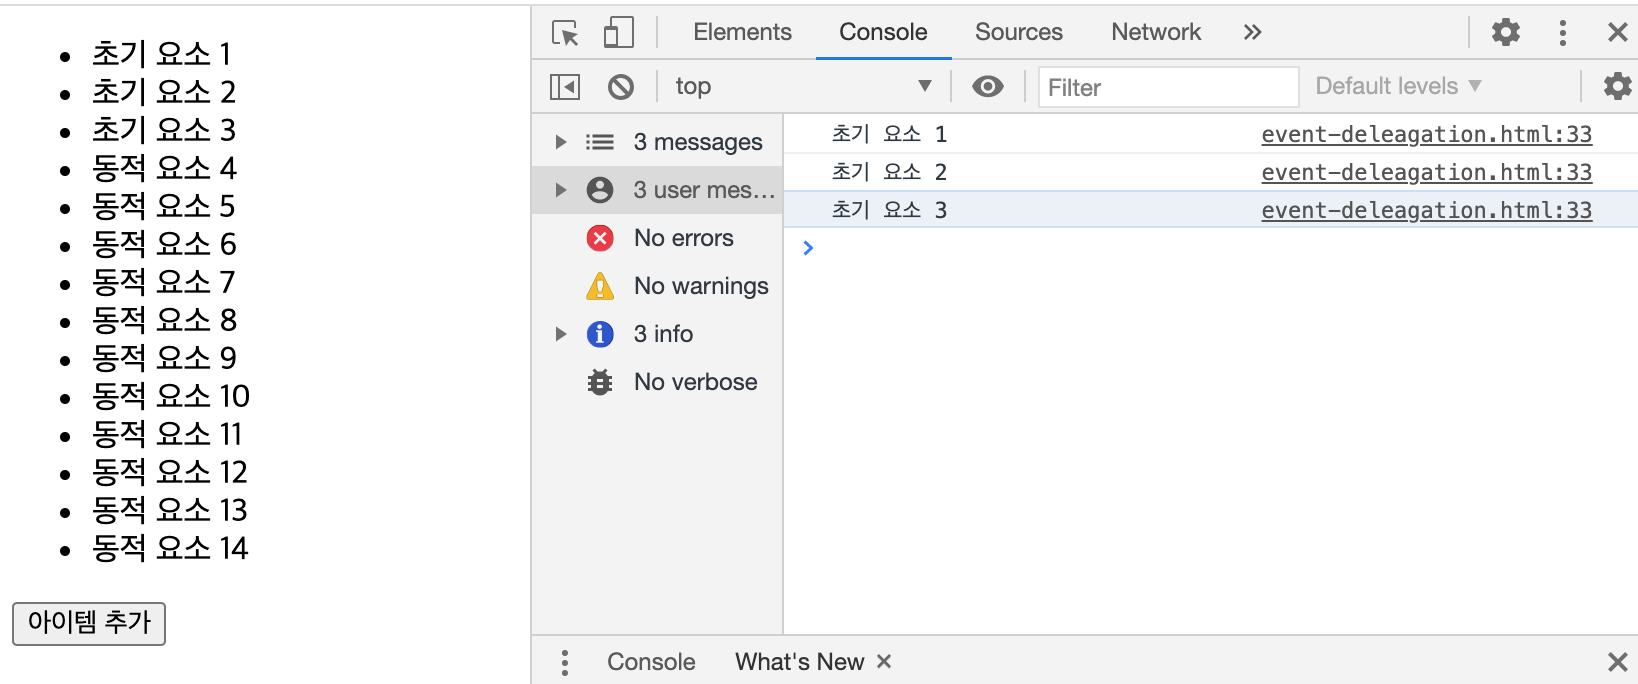 초기 요소 1
초기 요소 2
초기 요소 3
동적 요소 4
동적 요소 5
동적 요소 6
동적 요소 7
동적 요소 8
동적 요소 9
동적 요소 10
동적 요소 11
동적 요소 12
동적 요소 13
동적 요소 14
아이템 추가
Elements Console Sources Network
top Filter Default levels
3 messages
3 user mes...
No errors
No warnings
3 info
No verbose
초기 요소 1 event-deleagation.html:33
초기 요소 2 event-deleagation.html:33
초기 요소 3 event-deleagation.html:33
Console What's New